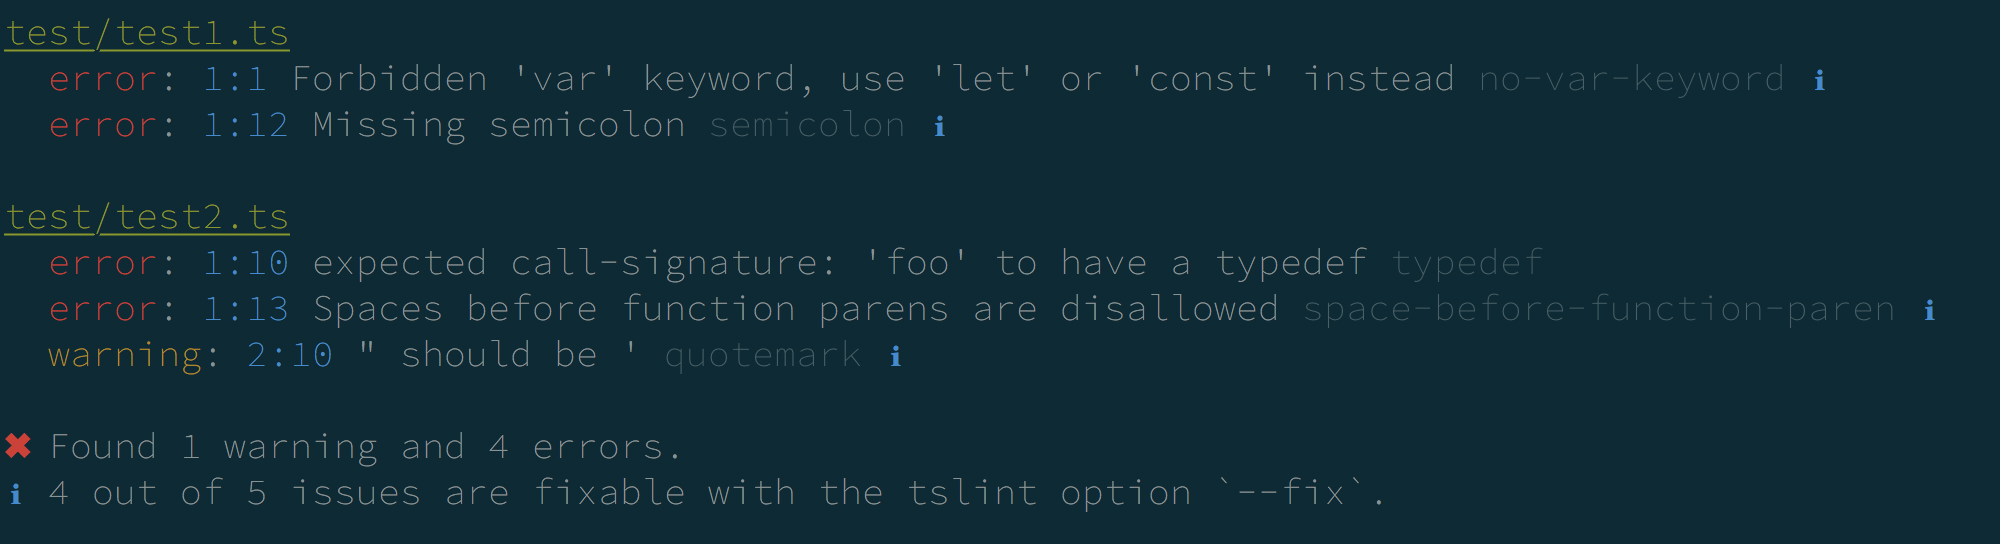 test/test1.ts
error: 1:1 Forbidden 'var' keyword, use 'let' or 'const' instead no-var-keyword ℹ
error: 1:12 Missing semicolon semicolon ℹ
test/test2.ts
error: 1:10 expected call-signature: 'foo' to have a typedef typedef
error: 1:13 Spaces before function parens are disallowed space-before-function-paren ℹ
warning: 2:10 " should be ' quotemark ℹ
✖ Found 1 warning and 4 errors.
ℹ 4 out of 5 issues are fixable with the tslint option `--fix`.